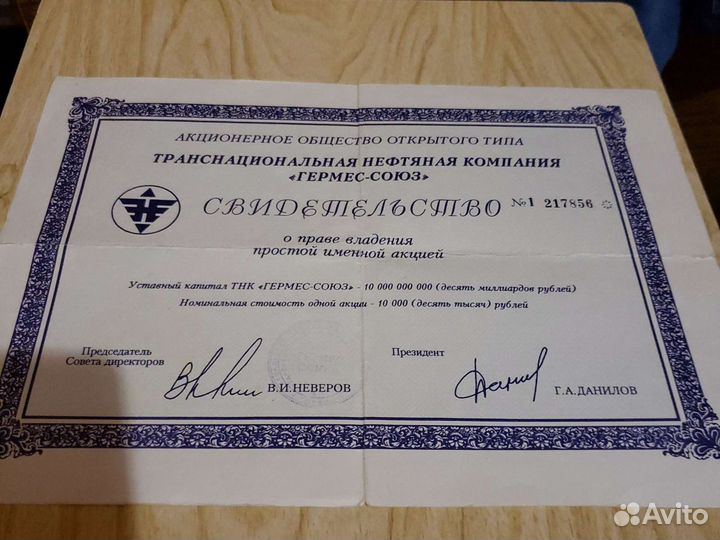 АКЦИОНЕРНОЕ ОБЩЕСТВО ОТКРЫТОГО ТИПА
ТРАНСНАЦИОНАЛЬНАЯ НЕФТЯНАЯ КОМПАНИЯ
«ГЕРМЕС-СОЮЗ»
СВИДЕТЕЛЬСТВО №1 217856
о праве владения
простой именной акцией
Уставный капитал ТНК «ГЕРМЕС-СОЮЗ» - 10 000 000 000 (десять миллиардов рублей)
Номинальная стоимость одной акции - 10 000 (десять тысяч) рублей
Председатель
Совета директоров
В.И.НЕВЕРОВ
Президент
Г.А.ДАНИЛОВ
Avito